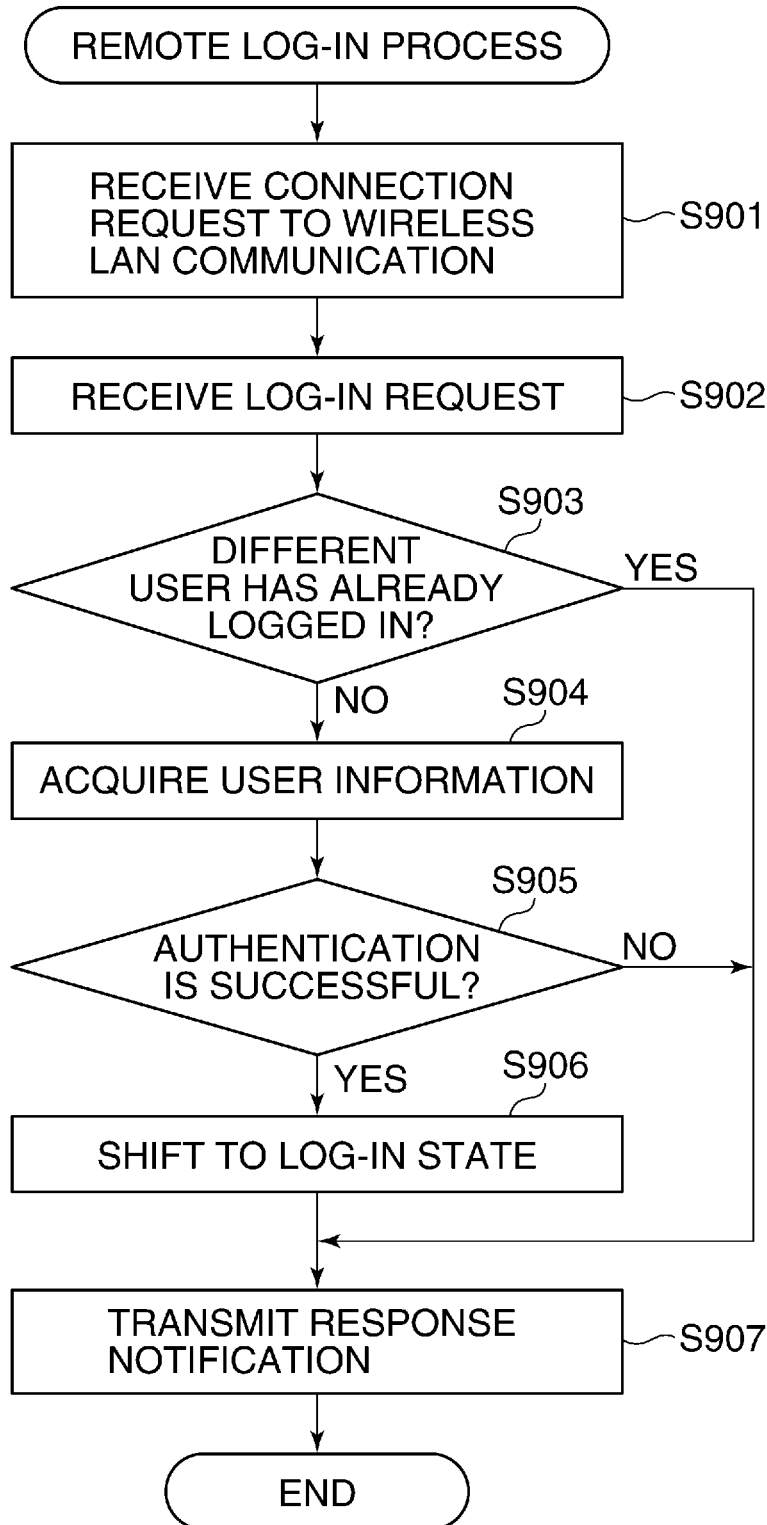 REMOTE LOG-IN PROCESS
RECEIVE CONNECTION
REQUEST TO WIRELESS
LAN COMMUNICATION
S901
RECEIVE LOG-IN REQUEST
S902
S903
DIFFERENT
USER HAS ALREADY
LOGGED IN?
YES
NO
S904
ACQUIRE USER INFORMATION
S905
AUTHENTICATION
IS SUCCESSFUL?
NO
YES
S906
SHIFT TO LOG-IN STATE
TRANSMIT RESPONSE
NOTIFICATION
S907
END